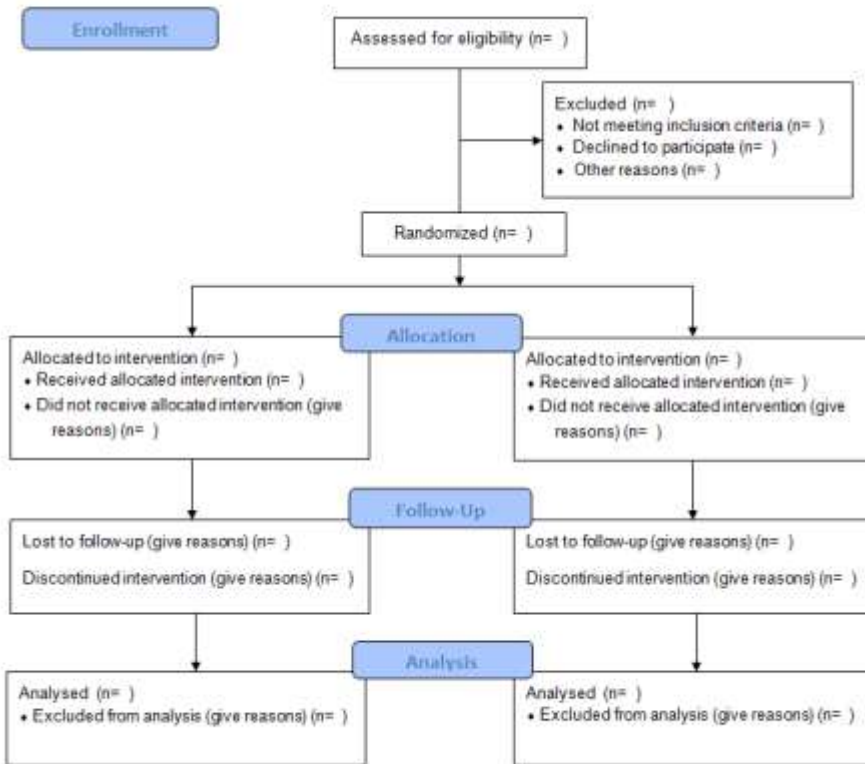 Enrollment
Assessed for eligibility (n=  )
Excluded (n=  )
♦ Not meeting inclusion criteria (n=  )
♦ Declined to participate (n=  )
♦ Other reasons (n=  )
Randomized (n=  )
Allocation
Allocated to intervention (n=  )
♦ Received allocated intervention (n=  )
♦ Did not receive allocated intervention (give
reasons) (n=  )
Allocated to intervention (n=  )
♦ Received allocated intervention (n=  )
♦ Did not receive allocated intervention (give
reasons) (n=  )
Follow-Up
Lost to follow-up (give reasons) (n=  )
Discontinued intervention (give reasons) (n=  )
Lost to follow-up (give reasons) (n=  )
Discontinued intervention (give reasons) (n=  )
Analysis
Analysed (n=  )
♦ Excluded from analysis (give reasons) (n=  )
Analysed (n=  )
♦ Excluded from analysis (give reasons) (n=  )